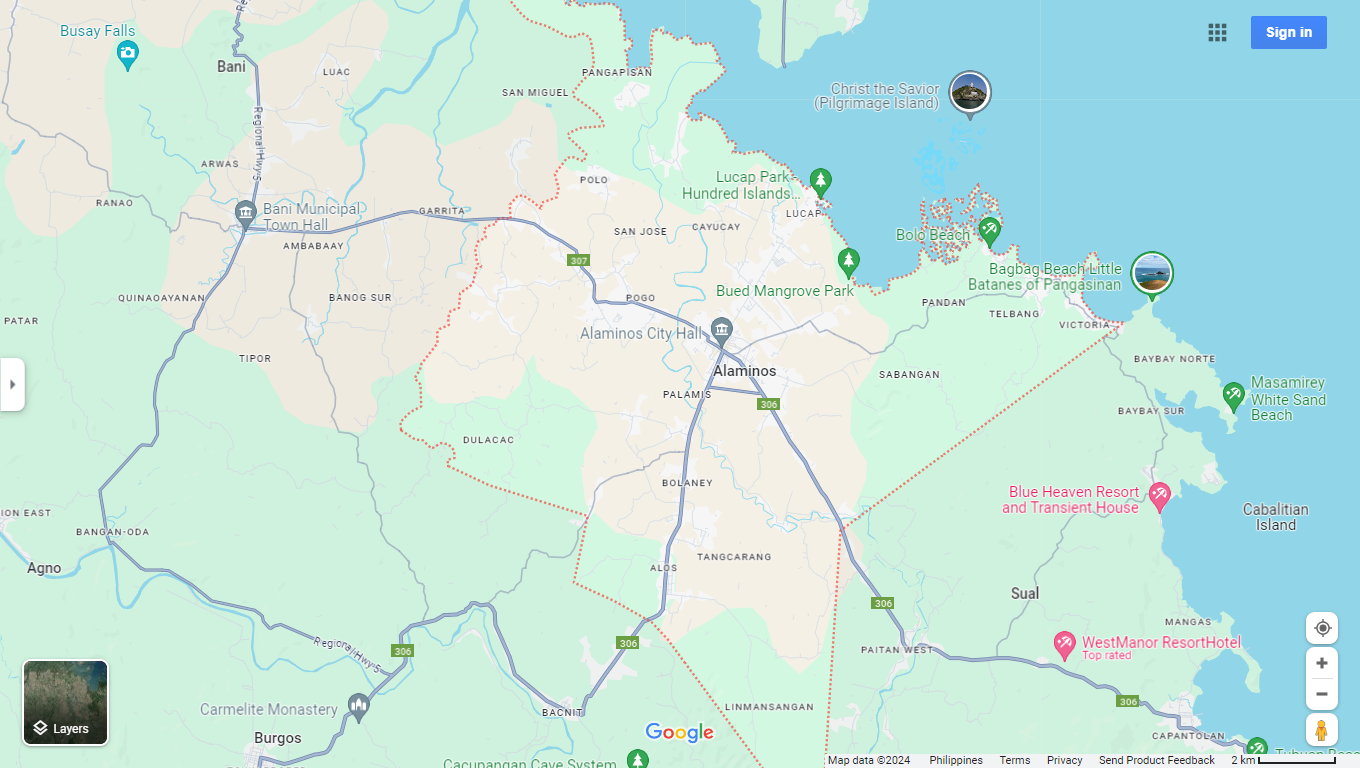 Busay Falls
Bani
LUAC
PANGAPISAN
SAN MIGUEL
Sign in
Christ the Savior
(Pilgrimage Island)
Regional Hwy 5
ARWAS
RANAO
POLO
Lucap Park-
Hundred Islands...
LUCAP
Bani Municipal
Town Hall
GARRITA
AMBABAAY
SAN JOSE
CAYUCAY
Bolo Beach
307
Bued Mangrove Park
Bagbag Beach Little
Batanes of Pangasinan
QUINAOAYANAN
BANOG SUR
POGO
PANDAN
TELBANG
VICTORIA
PATAR
Alaminos City Hall
TIPOR
Alaminos
SABANGAN
BAYBAY NORTE
PALAMIS
306
Masamirey
White Sand
Beach
BAYBAY SUR
DULACAC
BOLANEY
Blue Heaven Resort
and Transient House
Cabalitian
Island
ION EAST
BANGAN-ODA
TANGCARANG
Agno
ALOS
Sual
306
MANGAS
Regional Hwy 5
306
306
PAITAN WEST
WestManor ResortHotel
Top rated
Carmelite Monastery
BACNIT
LINMANSANGAN
306
Layers
Burgos
Google
CAPANTOLAN
Cacupangan Cave System
Map data ©2024
Philippines
Terms
Privacy
Send Product Feedback
2 km